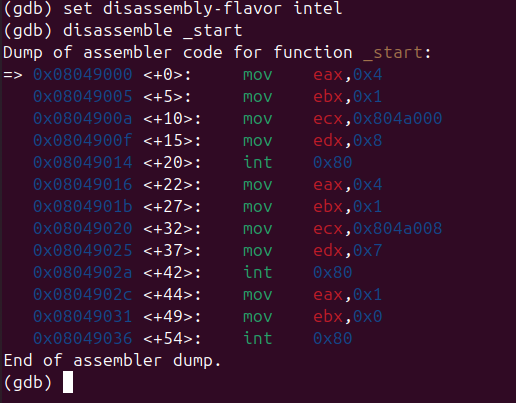 (gdb) set disassembly-flavor intel
(gdb) disassemble _start
Dump of assembler code for function _start:
=> 0x08049000 <+0>:     mov    eax,0x4
   0x08049005 <+5>:     mov    ebx,0x1
   0x0804900a <+10>:    mov    ecx,0x804a000
   0x0804900f <+15>:    mov    edx,0x8
   0x08049014 <+20>:    int    0x80
   0x08049016 <+22>:    mov    eax,0x4
   0x0804901b <+27>:    mov    ebx,0x1
   0x08049020 <+32>:    mov    ecx,0x804a008
   0x08049025 <+37>:    mov    edx,0x7
   0x0804902a <+42>:    int    0x80
   0x0804902c <+44>:    mov    eax,0x1
   0x08049031 <+49>:    mov    ebx,0x0
   0x08049036 <+54>:    int    0x80
End of assembler dump.
(gdb)